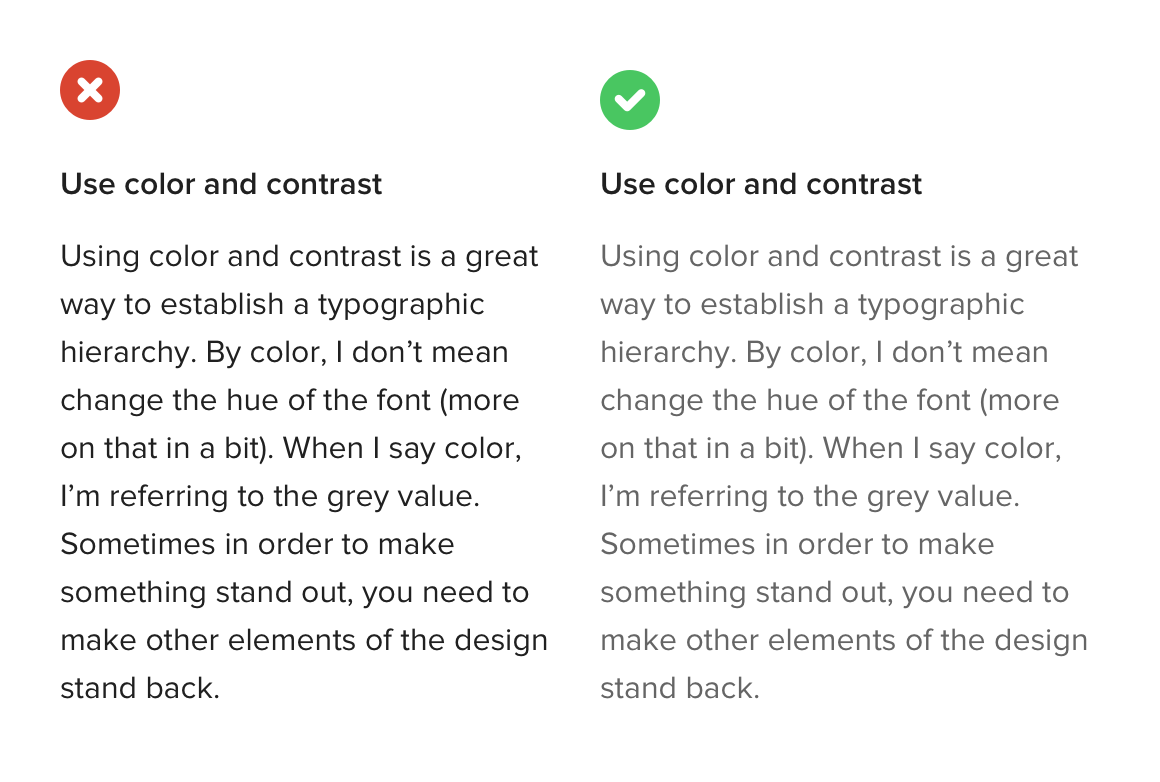 Use color and contrast
Using color and contrast is a great
way to establish a typographic
hierarchy. By color, I don’t mean
change the hue of the font (more
on that in a bit). When I say color,
I’m referring to the grey value.
Sometimes in order to make
something stand out, you need to
make other elements of the design
stand back.
Use color and contrast
Using color and contrast is a great
way to establish a typographic
hierarchy. By color, I don’t mean
change the hue of the font (more
on that in a bit). When I say color,
I’m referring to the grey value.
Sometimes in order to make
something stand out, you need to
make other elements of the design
stand back.